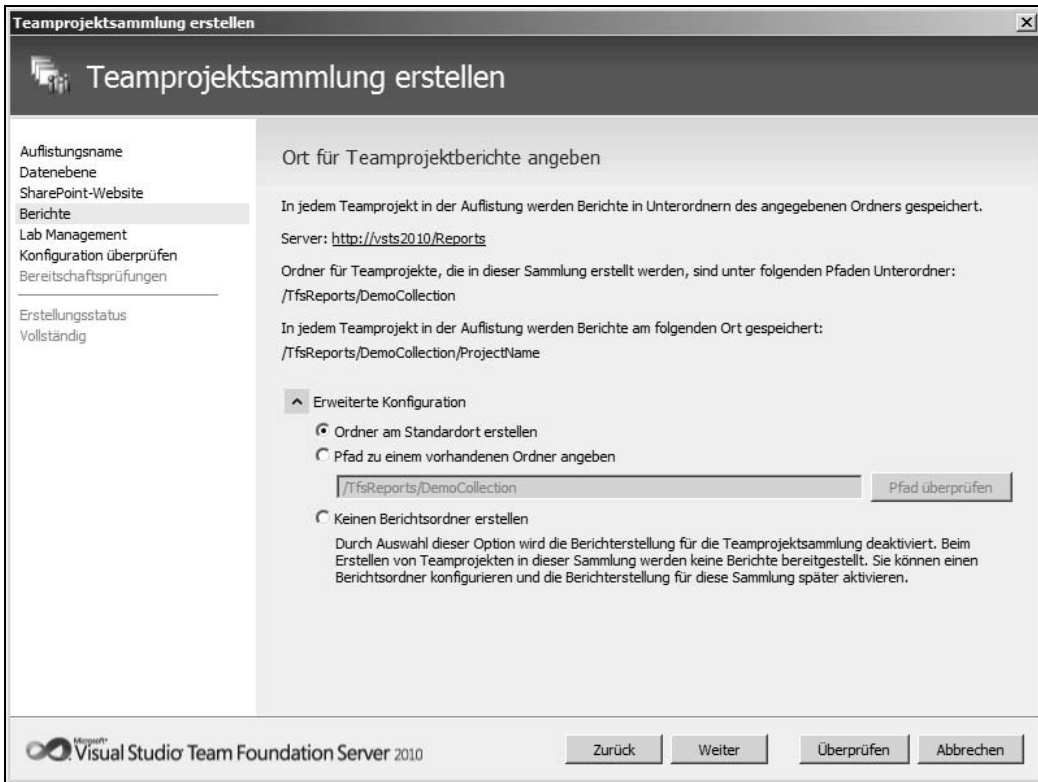 Teamprojektsammlung erstellen
Teamprojektsammlung erstellen
Auflistungsname
Datenebene
SharePoint-Website
Berichte
Lab Management
Konfiguration überprüfen
Bereitschaftsprüfungen
Erstellungsstatus
Vollständig
Ort für Teamprojektberichte angeben
In jedem Teamprojekt in der Auflistung werden Berichte in Unterordnern des angegebenen Ordners gespeichert.
Server: http://vsts2010/Reports
Ordner für Teamprojekte, die in dieser Sammlung erstellt werden, sind unter folgenden Pfaden Unterordner:
/TfsReports/DemoCollection
In jedem Teamprojekt in der Auflistung werden Berichte am folgenden Ort gespeichert:
/TfsReports/DemoCollection/ProjectName
Erweiterte Konfiguration
Ordner am Standardort erstellen
Pfad zu einem vorhandenen Ordner angeben
/TfsReports/DemoCollection
Pfad überprüfen
Keinen Berichtsordner erstellen
Durch Auswahl dieser Option wird die Berichterstellung für die Teamprojektsammlung deaktiviert. Beim
Erstellen von Teamprojekten in dieser Sammlung werden keine Berichte bereitgestellt. Sie können einen
Berichtsordner konfigurieren und die Berichterstellung für diese Sammlung später aktivieren.
Microsoft®
Visual Studio Team Foundation Server 2010
Zurück
Weiter
Überprüfen
Abbrechen